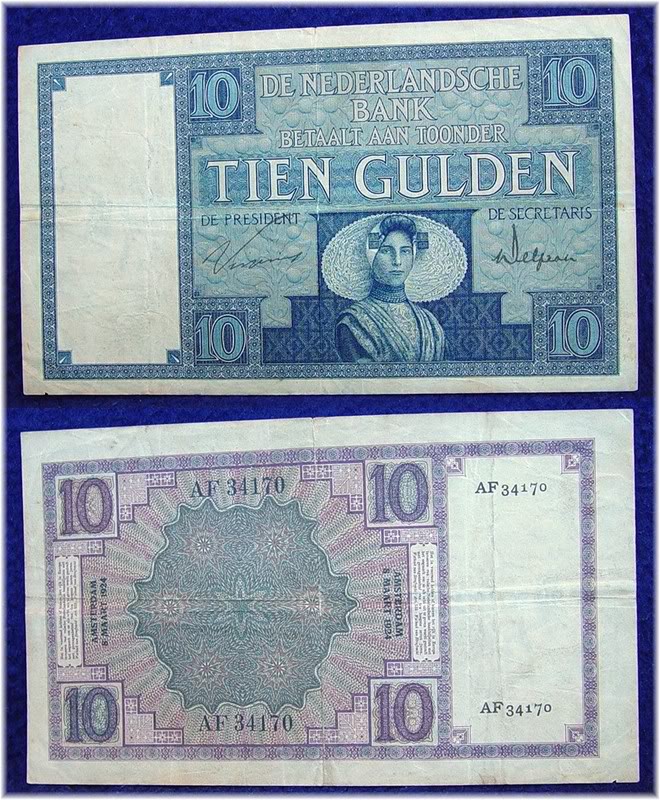 10
DE NEDERLANDSCHE
BANK
BETAALT AAN TOONDER
10
TIEN GULDEN
DE PRESIDENT
DE SECRETARIS
10
10
10
AF 34170
10
AF 34170
AMSTERDAM
8 MAART 1924
AMSTERDAM
8 MAART 1924
10
AF 34170
10
AF 34170